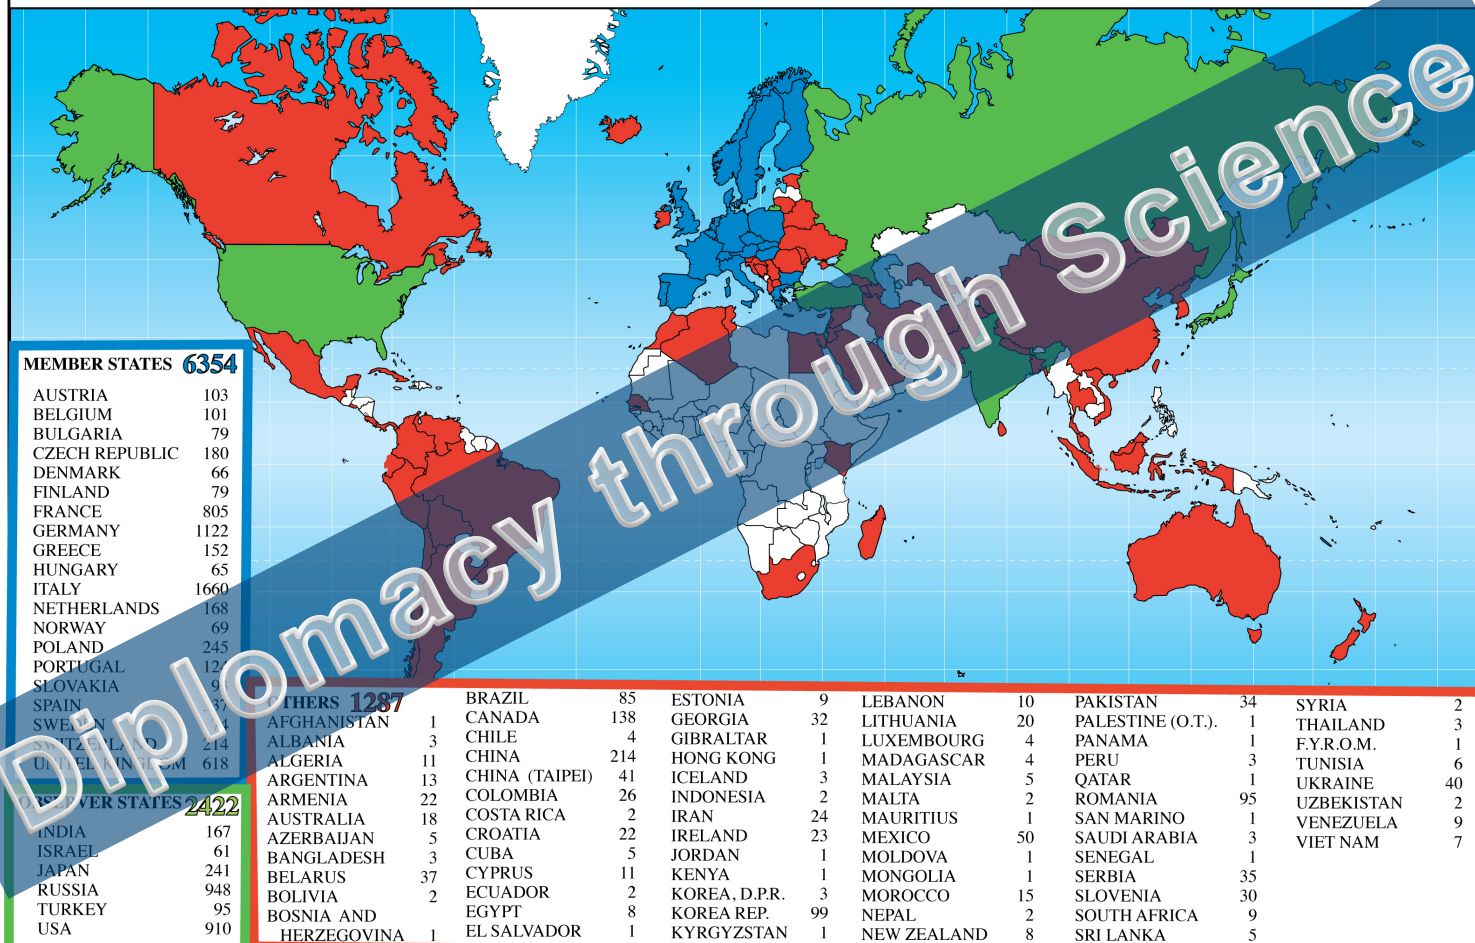 Diplomacy through Science
MEMBER STATES 6354
AUSTRIA 103
BELGIUM 101
BULGARIA 79
CZECH REPUBLIC 180
DENMARK 66
FINLAND 79
FRANCE 805
GERMANY 1122
GREECE 152
HUNGARY 65
ITALY 1660
NETHERLANDS 168
NORWAY 69
POLAND 245
PORTUGAL
SLOVAKIA
SPAIN
SWEDEN
SWITZERLAND 214
UNITED KINGDOM 618
OBSERVER STATES 2422
INDIA 167
ISRAEL 61
JAPAN 241
RUSSIA 948
TURKEY 95
USA 910
OTHERS 1287
AFGHANISTAN 1
ALBANIA 3
ALGERIA 11
ARGENTINA 13
ARMENIA 22
AUSTRALIA 18
AZERBAIJAN 5
BANGLADESH 3
BELARUS 37
BOLIVIA 2
BOSNIA AND
HERZEGOVINA 1
BRAZIL 85
CANADA 138
CHILE 4
CHINA 214
CHINA (TAIPEI) 41
COLOMBIA 26
COSTA RICA 2
CROATIA 22
CUBA 5
CYPRUS 11
ECUADOR 2
EGYPT 8
EL SALVADOR 1
ESTONIA 9
GEORGIA 32
GIBRALTAR 1
HONG KONG 1
ICELAND 3
INDONESIA 2
IRAN 24
IRELAND 23
JORDAN 1
KENYA 1
KOREA, D.P.R. 3
KOREA REP. 99
KYRGYZSTAN 1
LEBANON 10
LITHUANIA 20
LUXEMBOURG 4
MADAGASCAR 4
MALAYSIA 5
MALTA 2
MAURITIUS 1
MEXICO 50
MOLDOVA 1
MONGOLIA 1
MOROCCO 15
NEPAL 2
NEW ZEALAND 8
PAKISTAN 34
PALESTINE (O.T.). 1
PANAMA 1
PERU 3
QATAR 1
ROMANIA 95
SAN MARINO 1
SAUDI ARABIA 3
SENEGAL 1
SERBIA 35
SLOVENIA 30
SOUTH AFRICA 9
SRI LANKA 5
SYRIA 2
THAILAND 3
F.Y.R.O.M. 1
TUNISIA 6
UKRAINE 40
UZBEKISTAN 2
VENEZUELA 9
VIET NAM 7